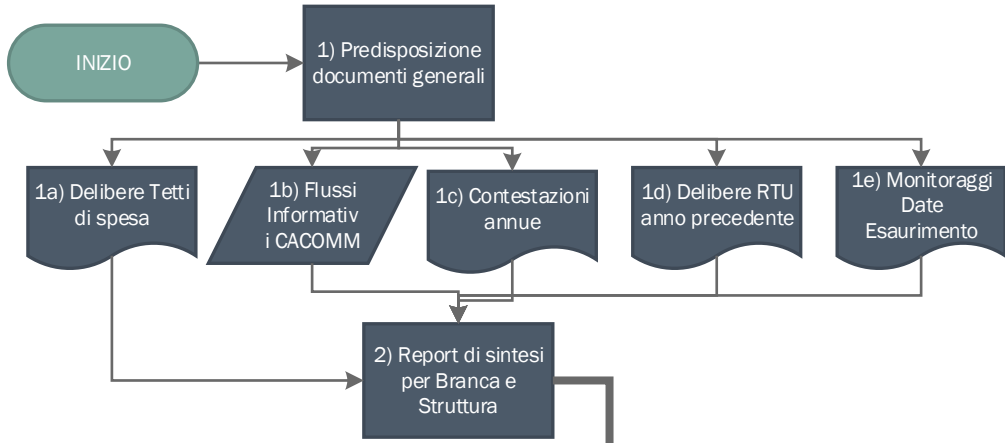 INIZIO
1) Predisposizione
documenti generali
1a) Delibere Tetti
di spesa
1b) Flussi
Informativ
i CACOMM
1c) Contestazioni
annue
1d) Delibere RTU
anno precedente
1e) Monitoraggi
Date
Esaurimento
2) Report di sintesi
per Branca e
Struttura